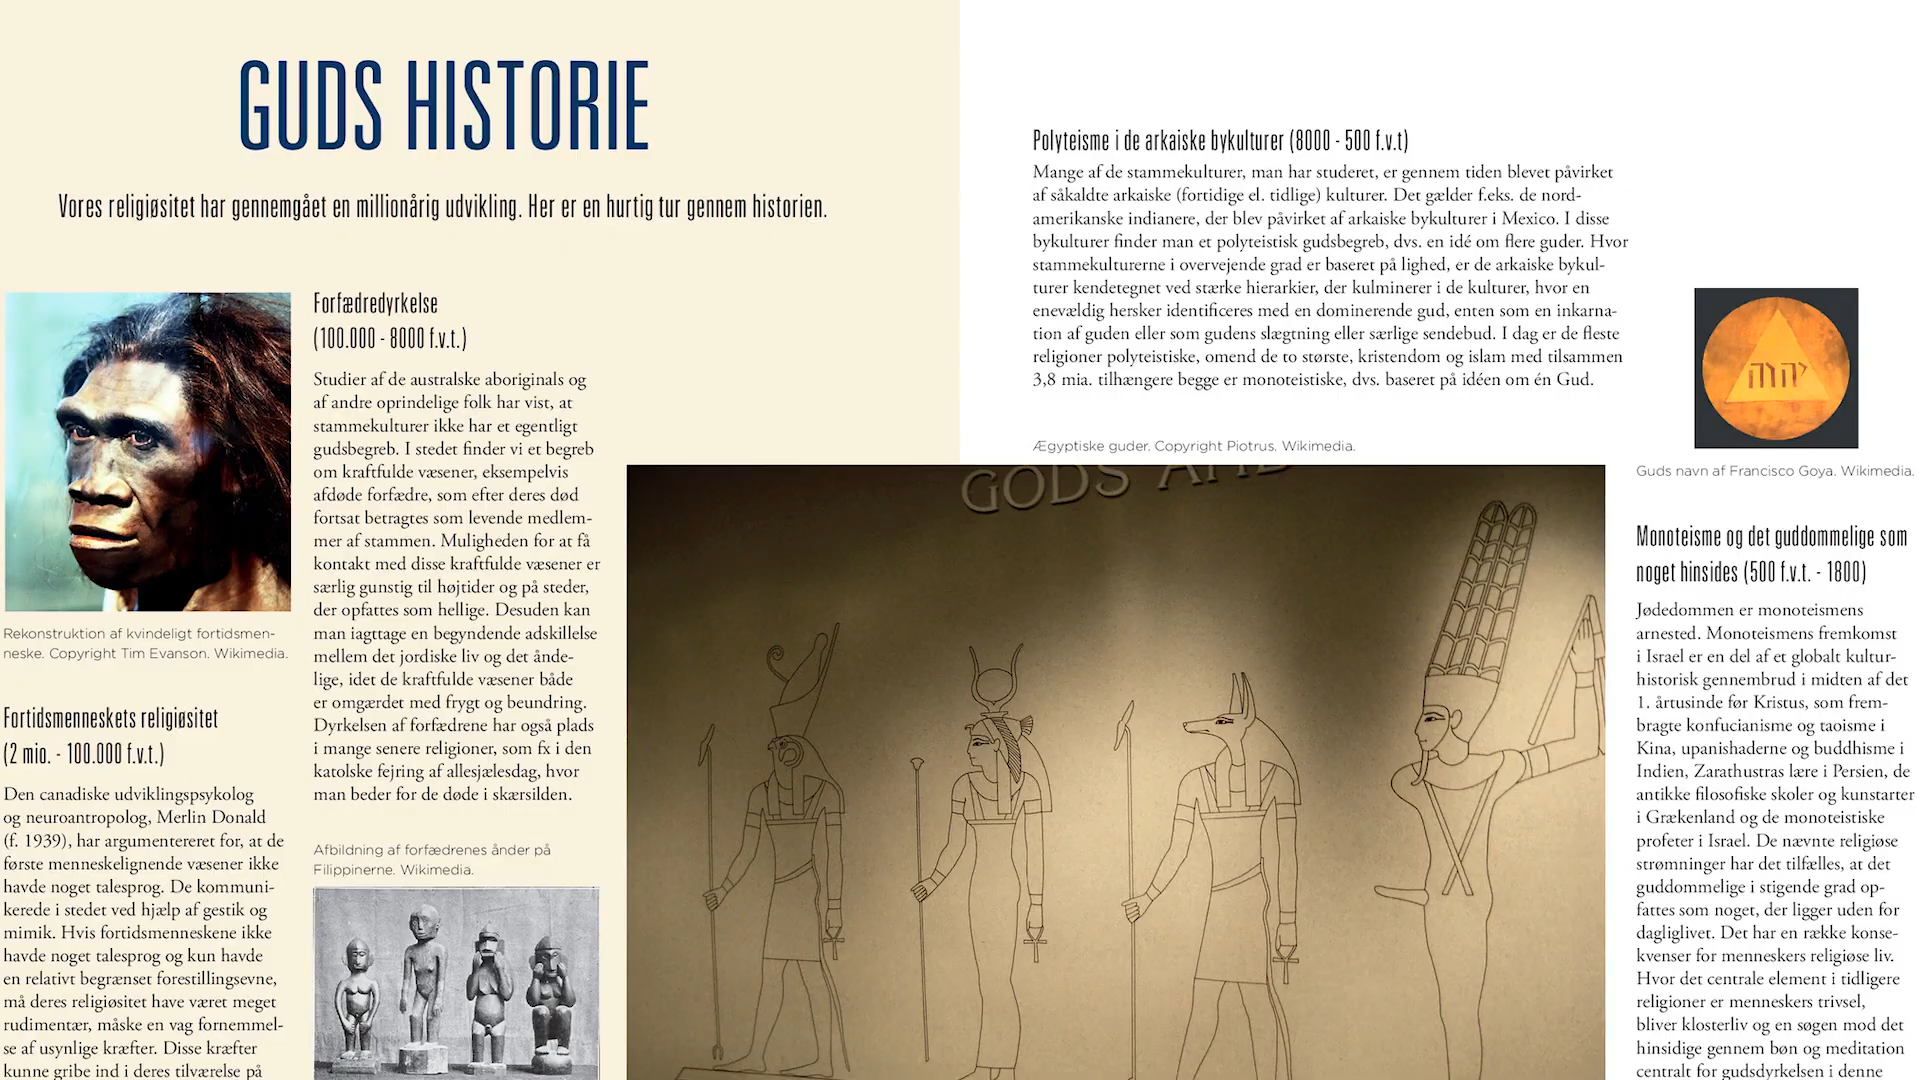 GUDS HISTORIE
Vores religiøsitet har gennemgået en millionårig udvikling. Her er en hurtig tur gennem historien.
Rekonstruktion af kvindeligt fortidsmen-
neske. Copyright Tim Evanson. Wikimedia.
Fortidsmenneskets religiøsitet
(2 mio. - 100.000 f.v.t.)
Den canadiske udviklingspsykolog
og neuroantropolog, Merlin Donald
(f. 1939), har argumentereret for, at de
første menneskelignende væsener ikke
havde noget talesprog. De kommuni-
kerede i stedet ved hjælp af gestik og
mimik. Hvis fortidsmenneskene ikke
havde noget talesprog og kun havde
en relativt begrænset forestillingsevne,
må deres religiøsitet have været meget
rudimentær, måske en vag fornemmel-
se af usynlige kræfter. Disse kræfter
kunne gribe ind i deres tilværelse på
Forfædredyrkelse
(100.000 - 8000 f.v.t.)
Studier af de australske aboriginals og
af andre oprindelige folk har vist, at
stammekulturer ikke har et egentligt
gudsbegreb. I stedet finder vi et begreb
om kraftfulde væsener, eksempelvis
afdøde forfædre, som efter deres død
fortsat betragtes som levende medlem-
mer af stammen. Muligheden for at få
kontakt med disse kraftfulde væsener er
særlig gunstig til højtider og på steder,
der opfattes som hellige. Desuden kan
man iagttage en begyndende adskillelse
mellem det jordiske liv og det ånde-
lige, idet de kraftfulde væsener både
er omgærdet med frygt og beundring.
Dyrkelsen af forfædrene har også plads
i mange senere religioner, som fx i den
katolske fejring af allesjælesdag, hvor
man beder for de døde i skærsilden.
Afbildning af forfædrenes ånder på
Filippinerne. Wikimedia.
Polyteisme i de arkaiske bykulturer (8000 - 500 f.v.t)
Mange af de stammekulturer, man har studeret, er gennem tiden blevet påvirket
af såkaldte arkaiske (fortidige el. tidlige) kulturer. Det gælder f.eks. de nord-
amerikanske indianere, der blev påvirket af arkaiske bykulturer i Mexico. I disse
bykulturer finder man et polyteistisk gudsbegreb, dvs. en idé om flere guder. Hvor
stammekulturerne i overvejende grad er baseret på lighed, er de arkaiske bykul-
turer kendetegnet ved stærke hierarkier, der kulminerer i de kulturer, hvor en
enevældig hersker identificeres med en dominerende gud, enten som en inkarna-
tion af guden eller som gudens slægtning eller særlige sendebud. I dag er de fleste
religioner polyteistiske, omend de to største, kristendom og islam med tilsammen
3,8 mia. tilhængere begge er monoteistiske, dvs. baseret på idéen om én Gud.
Ægyptiske guder. Copyright Piotrus. Wikimedia.
GODS AND
יהוה
Guds navn af Francisco Goya. Wikimedia.
Monoteisme og det guddommelige som
noget hinsides (500 f.v.t. - 1800)
Jødedommen er monoteismens
arnested. Monoteismens fremkomst
i Israel er en del af et globalt kultur-
historisk gennembrud i midten af det
1. årtusinde før Kristus, som frem-
bragte konfucianisme og taoisme i
Kina, upanishaderne og buddhisme i
Indien, Zarathustras lære i Persien, de
antikke filosofiske skoler og kunstarter
i Grækenland og de monoteistiske
profeter i Israel. De nævnte religiøse
strømninger har det tilfælles, at det
guddommelige i stigende grad op-
fattes som noget, der ligger uden for
dagliglivet. Det har en række konse-
kvenser for menneskers religiøse liv.
Hvor det centrale element i tidligere
religioner er menneskers trivsel,
bliver klosterliv og en søgen mod det
hinsidige gennem bøn og meditation
centralt for gudsdyrkelsen i denne